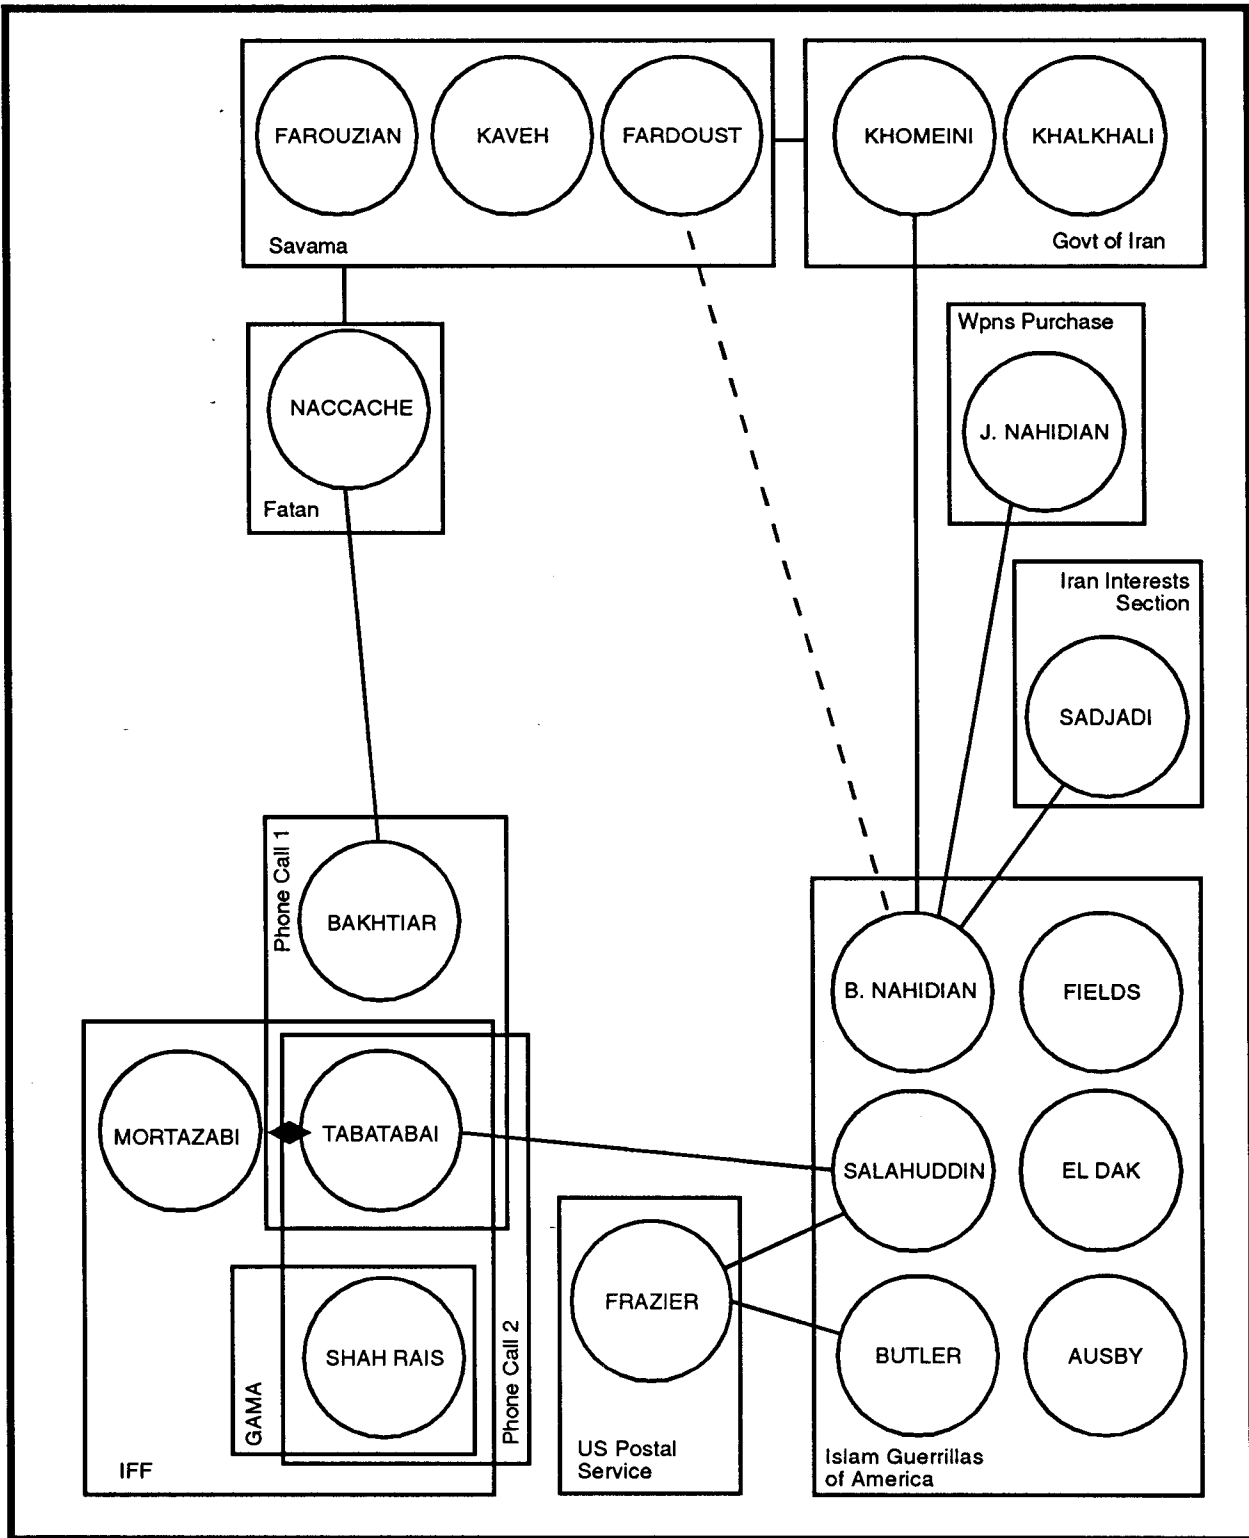 FAROUZIAN
KAVEH
FARDOUST
Savama
KHOMEINI
KHALKHALI
Govt of Iran
Wpns Purchase
J. NAHIDIAN
NACCACHE
Fatan
Iran Interests
Section
SADJADI
Phone Call 1
BAKHTIAR
B. NAHIDIAN
FIELDS
MORTAZABI
TABATABAI
SALAHUDDIN
EL DAK
FRAZIER
US Postal
Service
SHAH RAIS
GAMA
Phone Call 2
IFF
BUTLER
AUSBY
Islam Guerrillas
of America